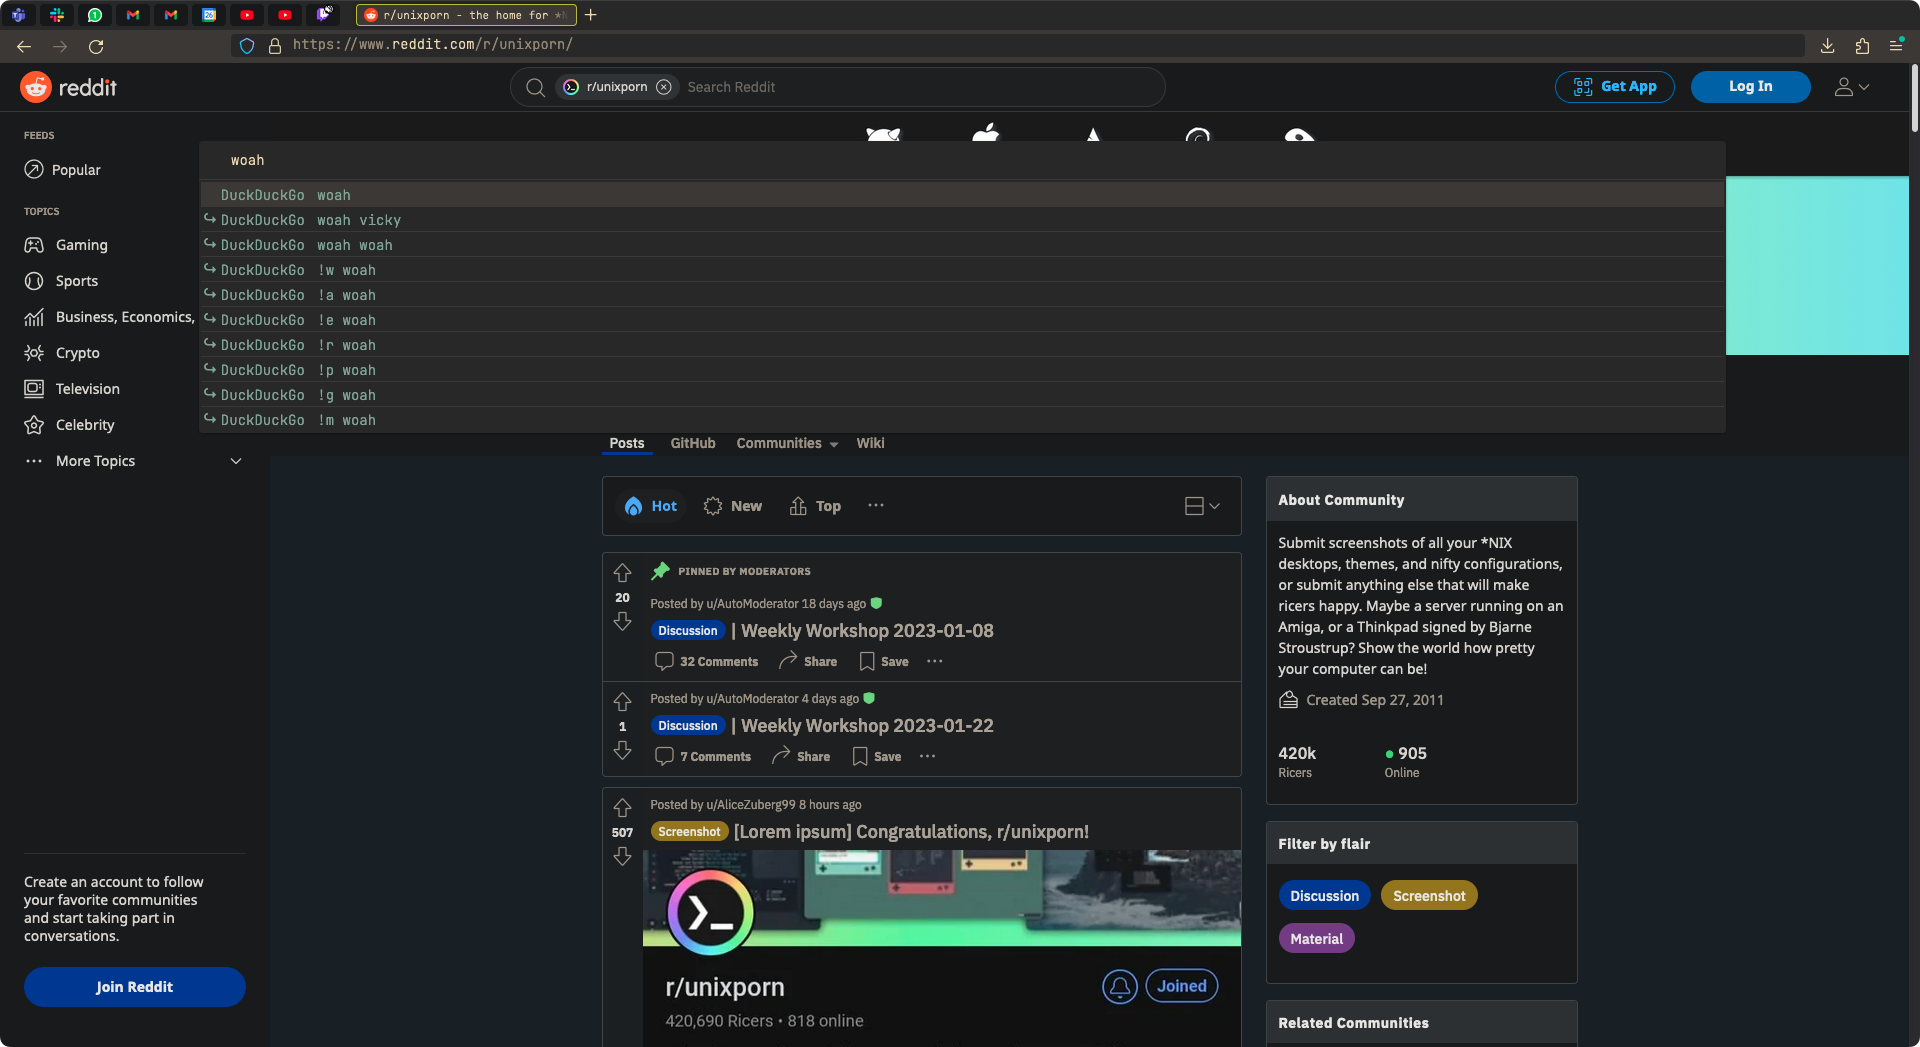 r/unixporn - the home for *N
https://www.reddit.com/r/unixporn/
reddit
r/unixporn
Search Reddit
Get App
Log In
FEEDS
Popular
TOPICS
Gaming
Sports
Business, Economics,
Crypto
Television
Celebrity
More Topics
woah
DuckDuckGo woah
DuckDuckGo woah vicky
DuckDuckGo woah woah
DuckDuckGo !w woah
DuckDuckGo !a woah
DuckDuckGo !e woah
DuckDuckGo !r woah
DuckDuckGo !p woah
DuckDuckGo !g woah
DuckDuckGo !m woah
Posts GitHub Communities Wiki
Hot New Top
PINNED BY MODERATORS
20
Posted by u/AutoModerator 18 days ago
Discussion | Weekly Workshop 2023-01-08
32 Comments Share Save
Posted by u/AutoModerator 4 days ago
1
Discussion | Weekly Workshop 2023-01-22
7 Comments Share Save
Posted by u/AliceZuberg99 8 hours ago
507
Screenshot [Lorem ipsum] Congratulations, r/unixporn!
r/unixporn
Joined
420,690 Ricers • 818 online
About Community
Submit screenshots of all your *NIX
desktops, themes, and nifty configurations,
or submit anything else that will make
ricers happy. Maybe a server running on an
Amiga, or a Thinkpad signed by Bjarne
Stroustrup? Show the world how pretty
your computer can be!
Created Sep 27, 2011
420k
Ricers
905
Online
Filter by flair
Discussion
Screenshot
Material
Related Communities
Create an account to follow
your favorite communities
and start taking part in
conversations.
Join Reddit